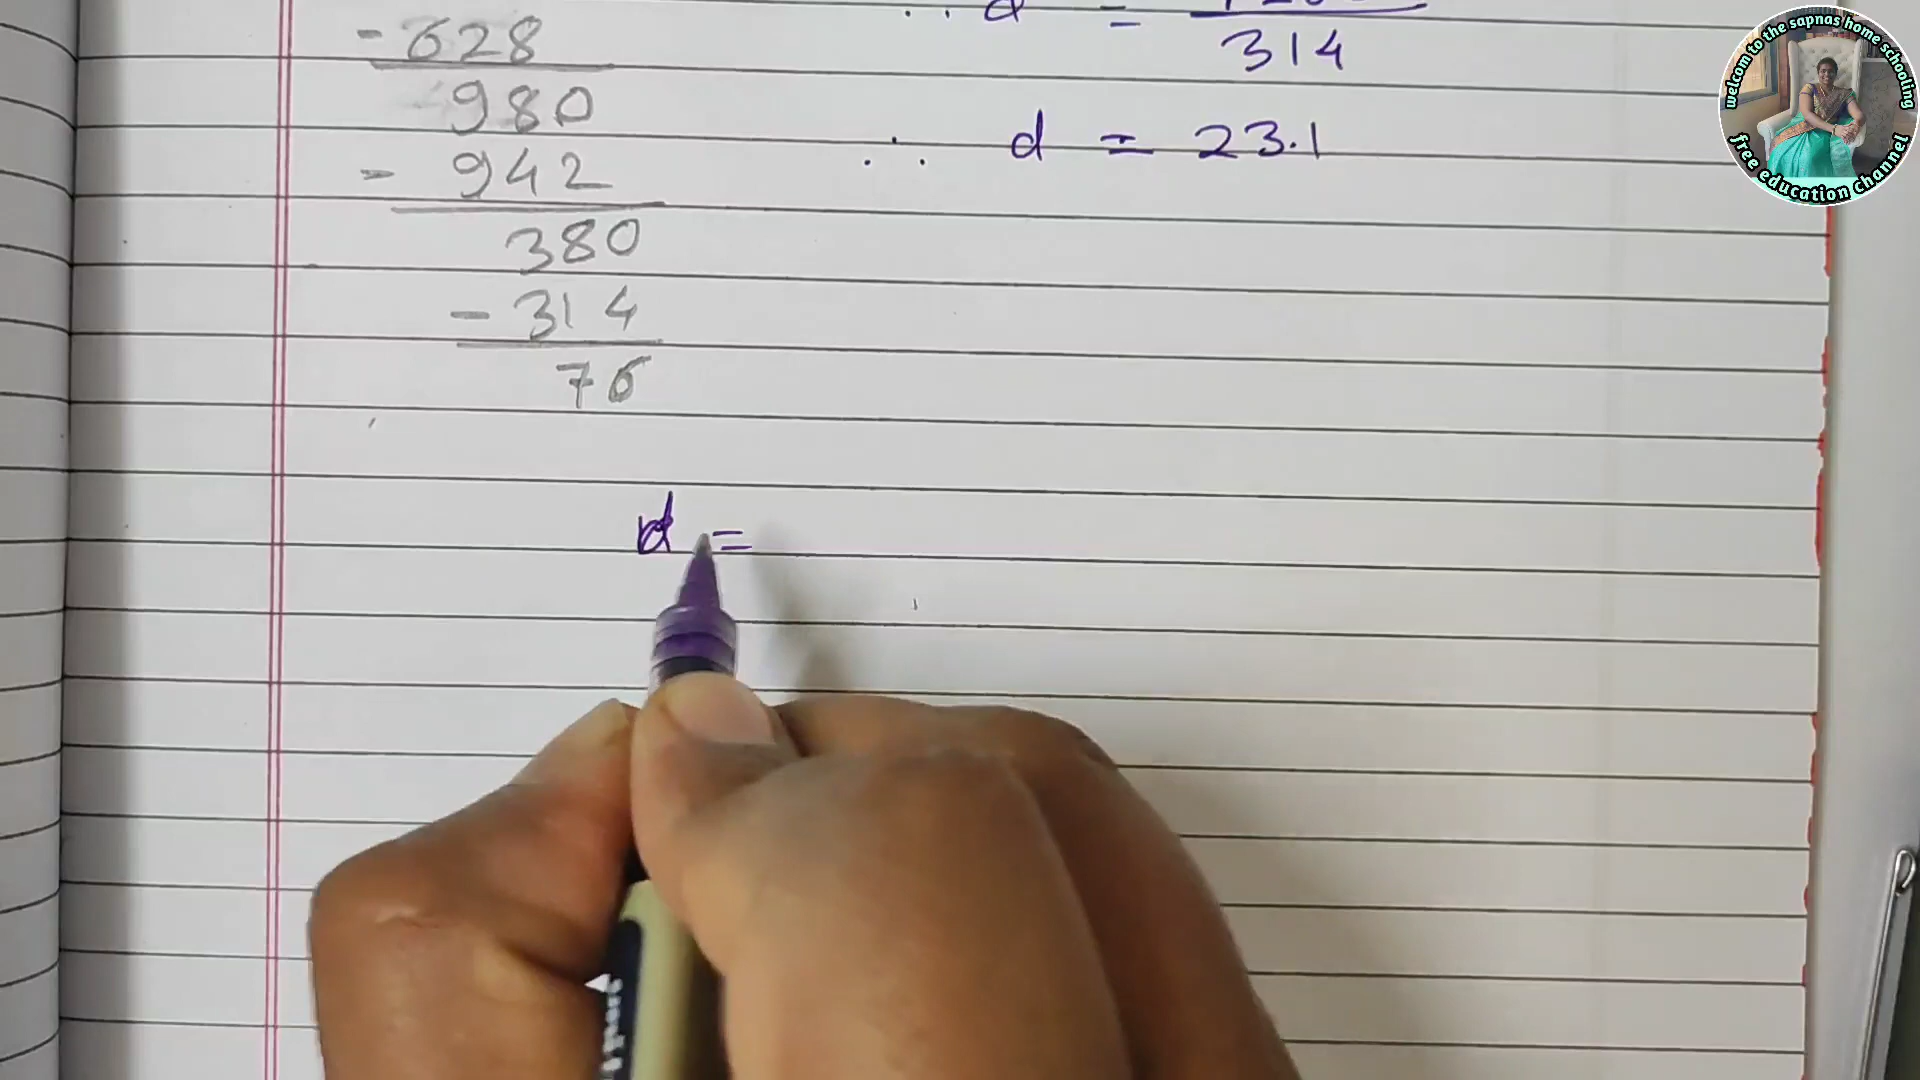 - 628
980
- 942
380
- 314
76
∴ d =
314
∴ d = 23.1
d =
welcom to the sapnas home schooling
free education channel